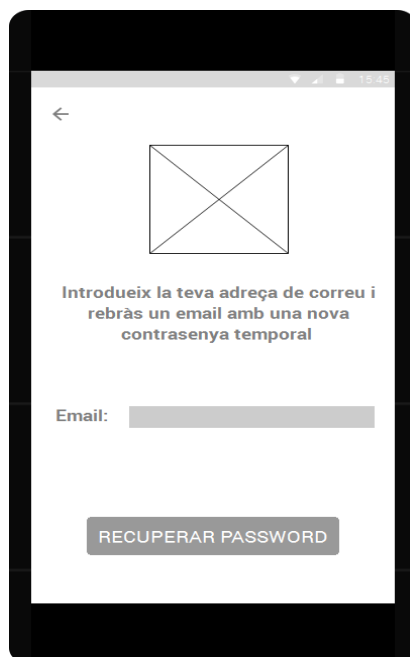 15:45
Introdueix la teva adreça de correu i
rebràs un email amb una nova
contrasenya temporal
Email:
RECUPERAR PASSWORD